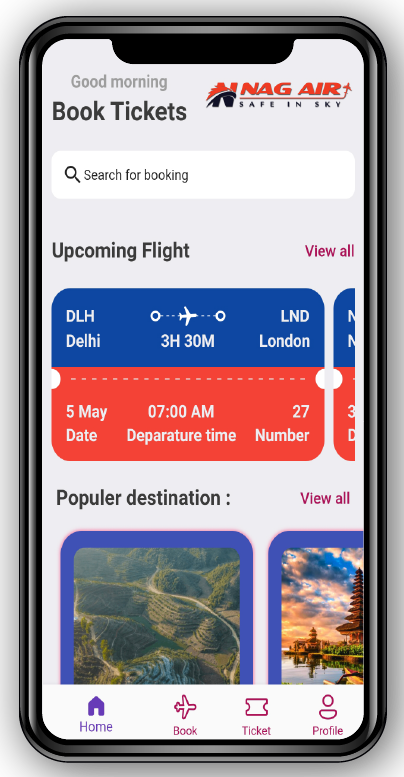 Good morning
Book Tickets
NAG AIR
SAFE IN SKY
Search for booking
Upcoming Flight View all
DLH LND N
Delhi 3H 30M London N
5 May 07:00 AM 27 3
Date Deparature time Number D
Populer destination : View all
Home Book Ticket Profile